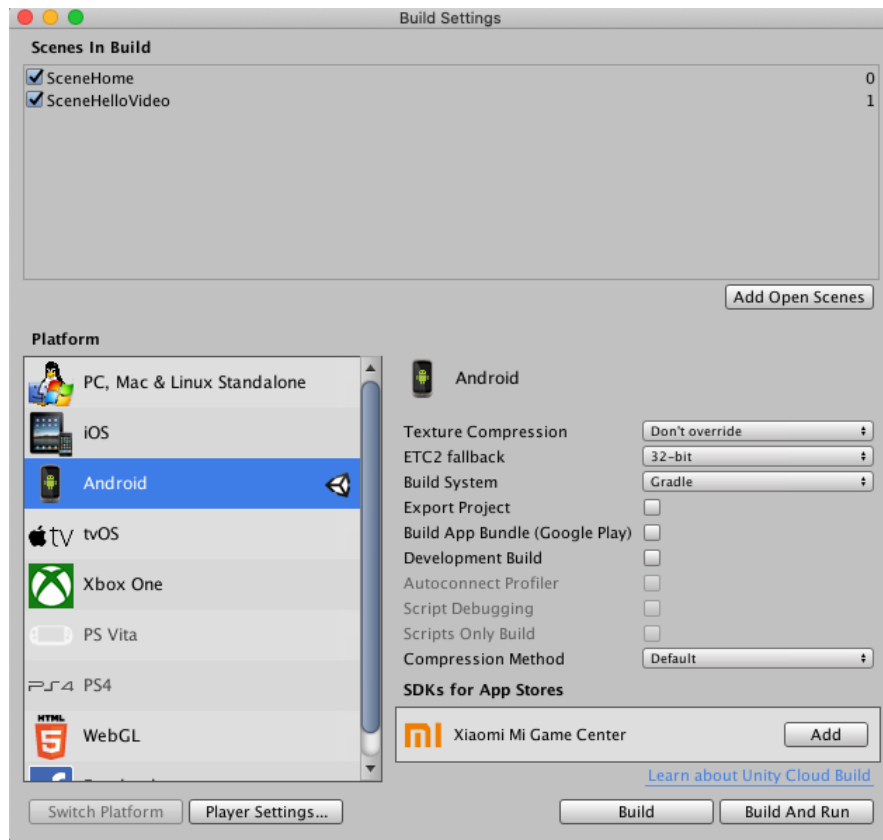 Build Settings
Scenes In Build
SceneHome 0
SceneHelloVideo 1
Add Open Scenes
Platform
PC, Mac & Linux Standalone
iOS
Android
tv tvOS
Xbox One
PS Vita
PS4 PS4
HTML
5 WebGL
Android
Texture Compression Don't override
ETC2 fallback 32-bit
Build System Gradle
Export Project
Build App Bundle (Google Play)
Development Build
Autoconnect Profiler
Script Debugging
Scripts Only Build
Compression Method Default
SDKs for App Stores
MI Xiaomi Mi Game Center Add
Learn about Unity Cloud Build
Switch Platform Player Settings... Build Build And Run